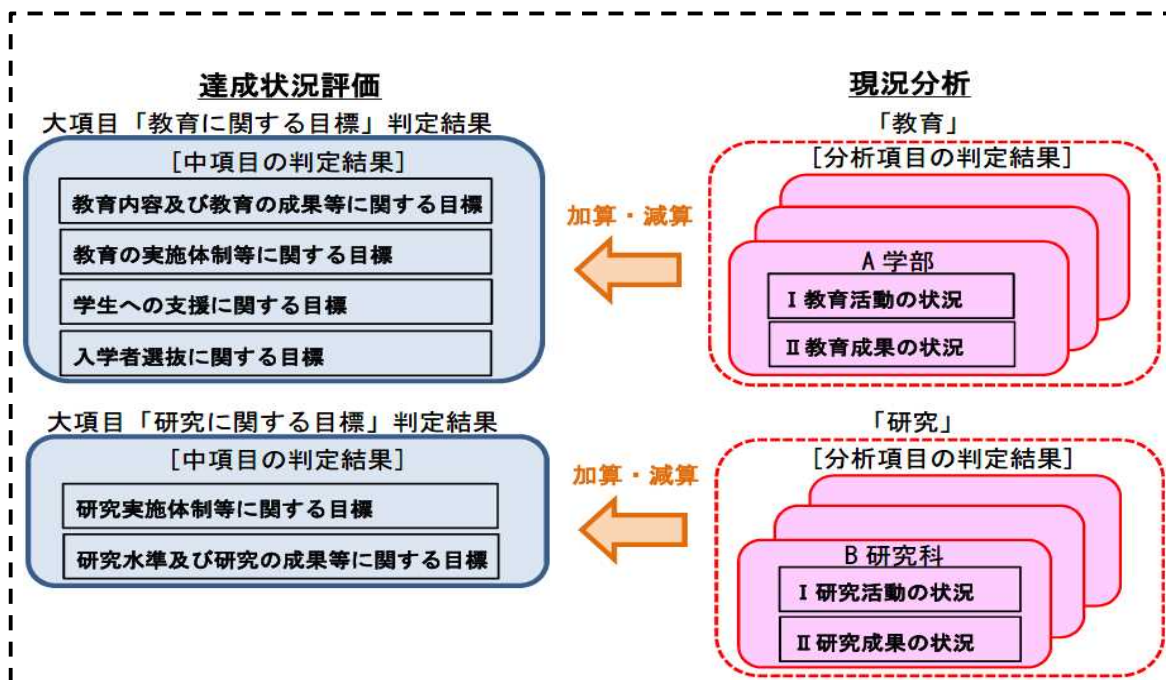 達成状況評価
大項目「教育に関する目標」判定結果
[中項目の判定結果]
教育内容及び教育の成果等に関する目標
教育の実施体制等に関する目標
学生への支援に関する目標
入学者選抜に関する目標
加算・減算
現況分析
「教育」
[分析項目の判定結果]
A 学部
Ⅰ 教育活動の状況
Ⅱ 教育成果の状況
大項目「研究に関する目標」判定結果
[中項目の判定結果]
研究実施体制等に関する目標
研究水準及び研究の成果等に関する目標
加算・減算
「研究」
[分析項目の判定結果]
B 研究科
Ⅰ 研究活動の状況
Ⅱ 研究成果の状況